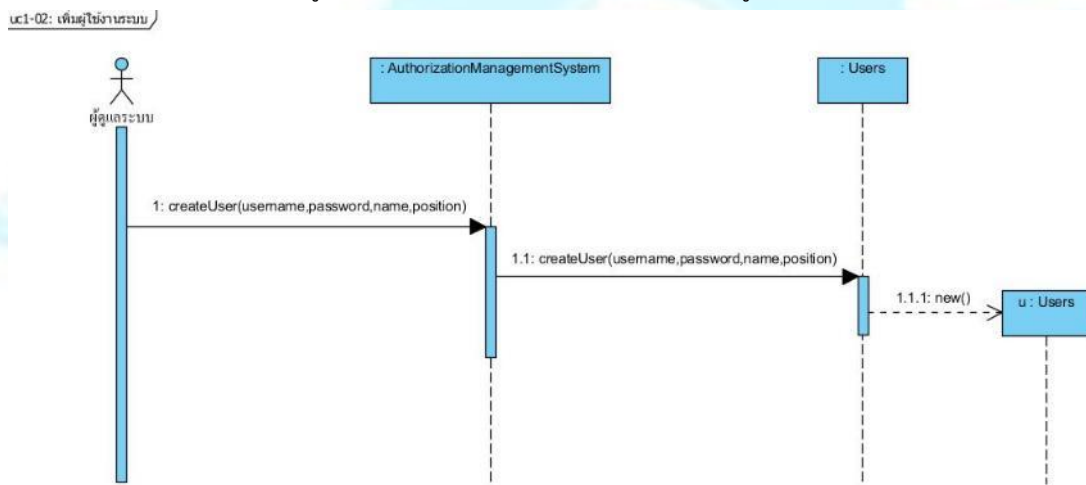 uc1-02: เพิ่มผู้ใช้งานระบบ
: AuthorizationManagementSystem
: Users
ผู้ดูแลระบบ
1: createUser(username,password,name,position)
1.1: createUser(username,password,name,position)
1.1.1: new()
u : Users